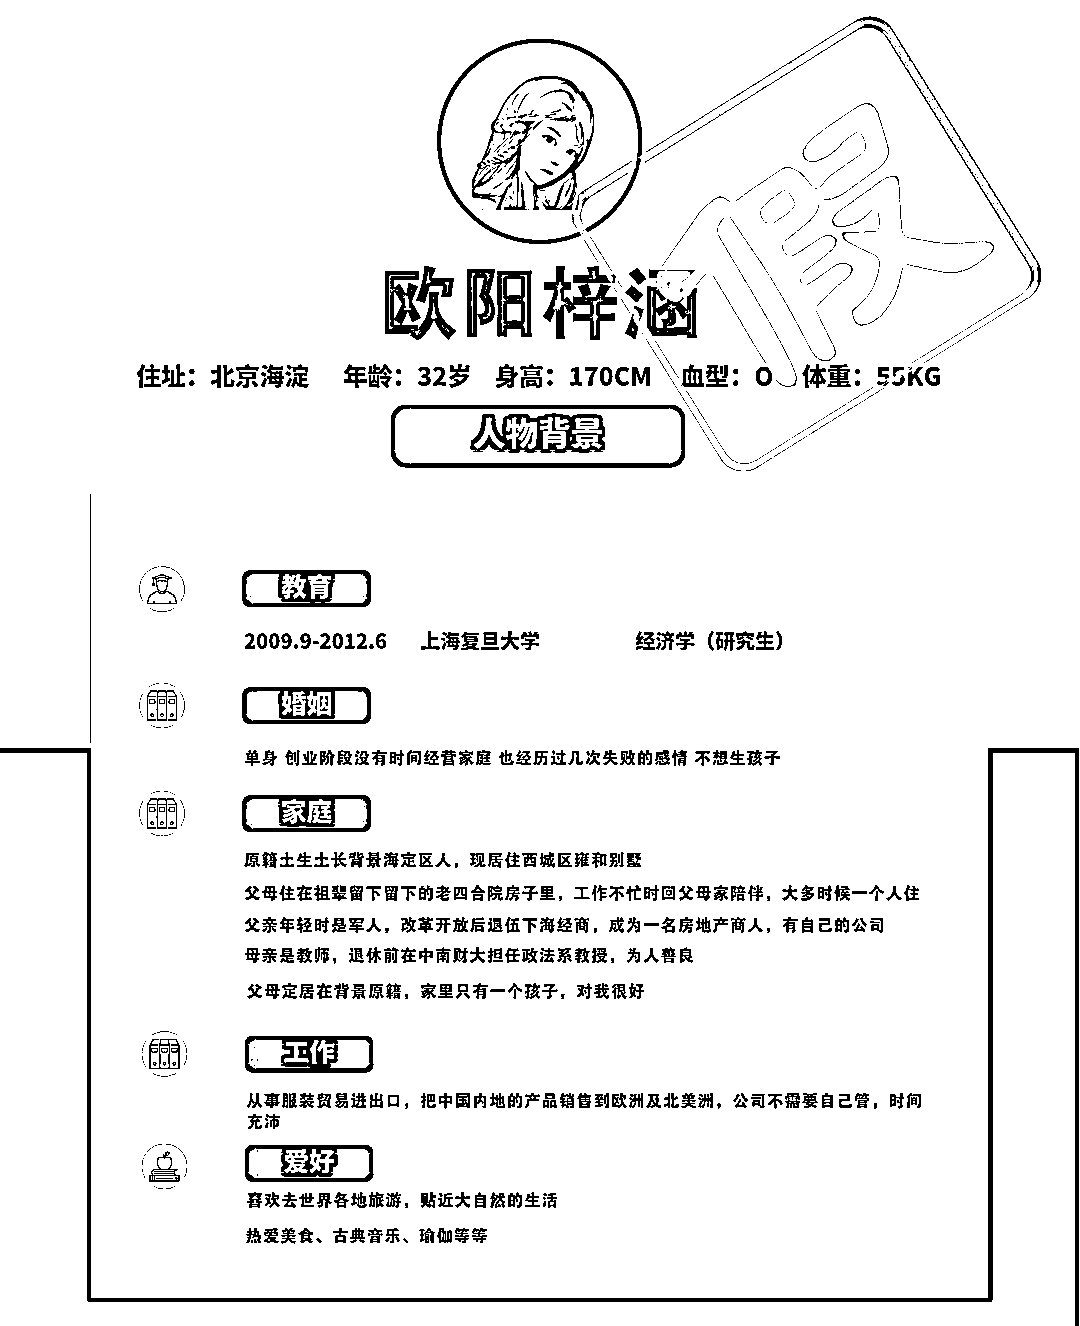 假
欧阳梓涵
住址：北京海淀 年龄：32岁 身高：170CM 血型：O 体重：55KG
人物背景
教育
2009.9-2012.6 上海复旦大学 经济学（研究生）
婚姻
单身 创业阶段没有时间经营家庭 也经历过几次失败的感情 不想生孩子
家庭
原籍土生土长背景海定区人，现居住西城区雍和别墅
父母住在祖辈留下留下的老四合院房子里，工作不忙时回父母家陪伴，大多时候一个人住
父亲年轻时是军人，改革开放后退伍下海经商，成为一名房地产商人，有自己的公司
母亲是教师，退休前在中南财大担任政法系教授，为人善良
父母定居在背景原籍，家里只有一个孩子，对我很好
工作
从事服装贸易进出口，把中国内地的产品销售到欧洲及北美洲，公司不需要自己管，时间
充沛
爱好
喜欢去世界各地旅游，贴近大自然的生活
热爱美食、古典音乐、瑜伽等等